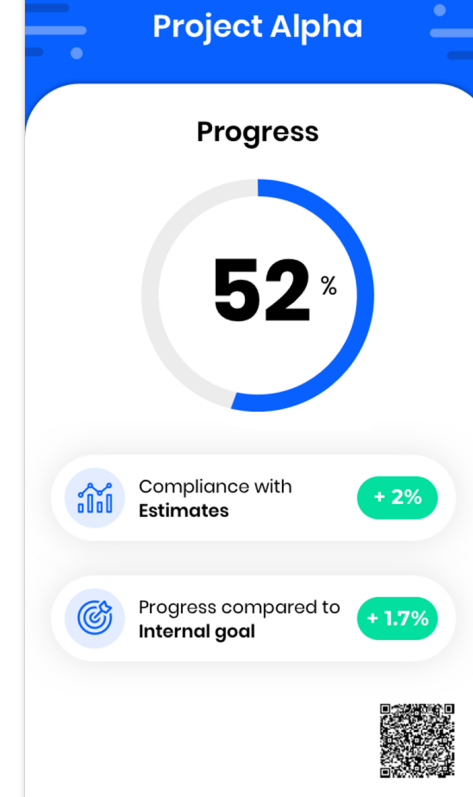 Project Alpha
Progress
52 %
Compliance with
Estimates
+ 2%
Progress compared to
Internal goal
+ 1.7%